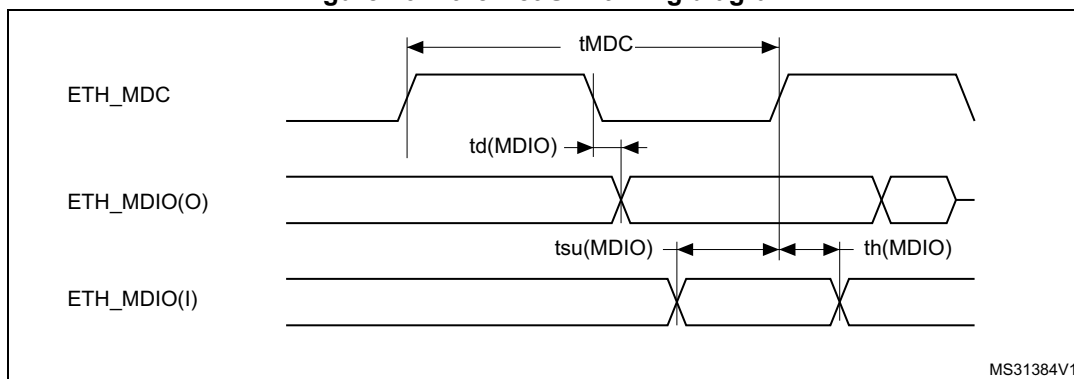 tMDC
ETH_MDC
td(MDIO)
ETH_MDIO(O)
tsu(MDIO)
th(MDIO)
ETH_MDIO(I)
MS31384V1